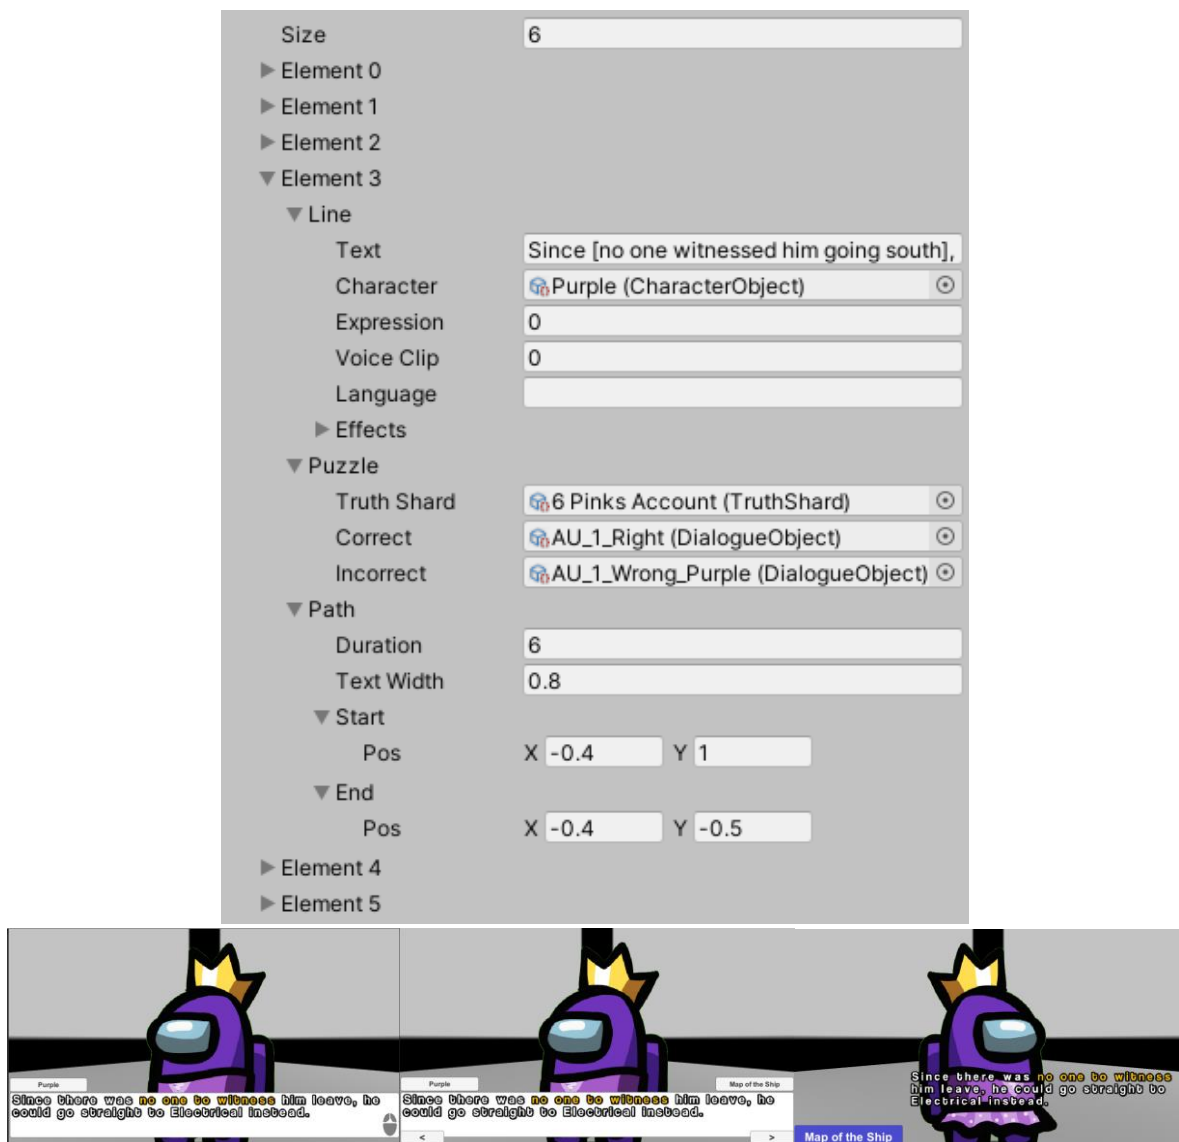 Size 6
Element 0
Element 1
Element 2
Element 3
Line
Text Since [no one witnessed him going south],
Character Purple (CharacterObject)
Expression 0
Voice Clip 0
Language
Effects
Puzzle
Truth Shard 6 Pinks Account (TruthShard)
Correct AU_1_Right (DialogueObject)
Incorrect AU_1_Wrong_Purple (DialogueObject)
Path
Duration 6
Text Width 0.8
Start
Pos X -0.4 Y 1
End
Pos X -0.4 Y -0.5
Element 4
Element 5
Purple
Since there was no one to witness him leave, he
could go straight to Electrical instead.
Purple Map of the Ship
Since there was no one to witness him leave, he
could go straight to Electrical instead.
< >
Since there was no one to witness
him leave, he could go straight to
Electrical instead.
Map of the Ship